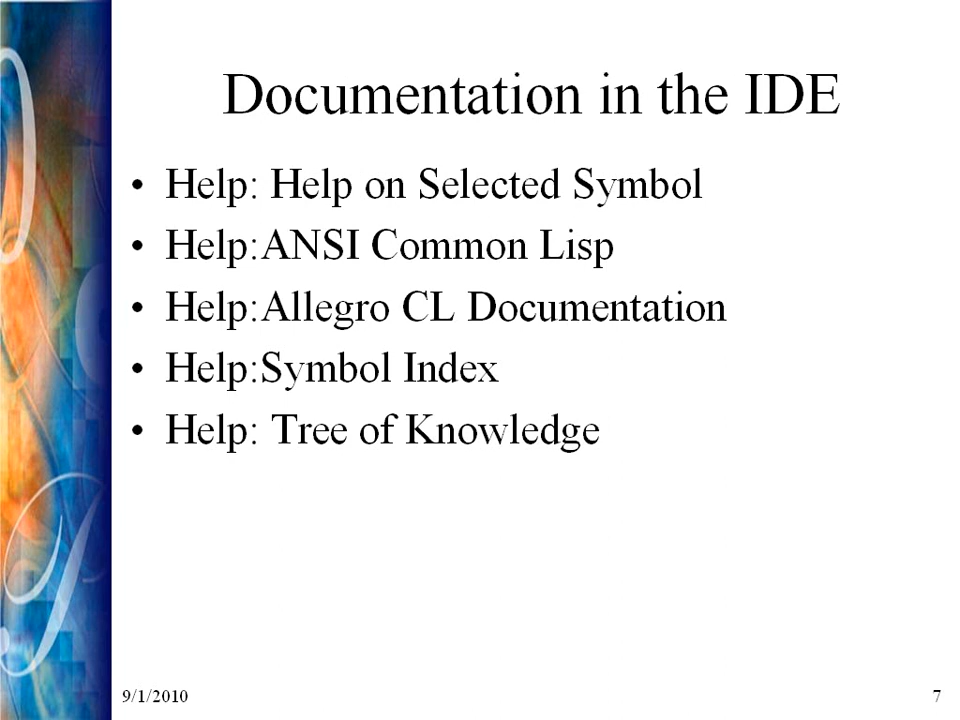 Documentation in the IDE
• Help: Help on Selected Symbol
• Help:ANSI Common Lisp
• Help:Allegro CL Documentation
• Help:Symbol Index
• Help: Tree of Knowledge
9/1/2010
7